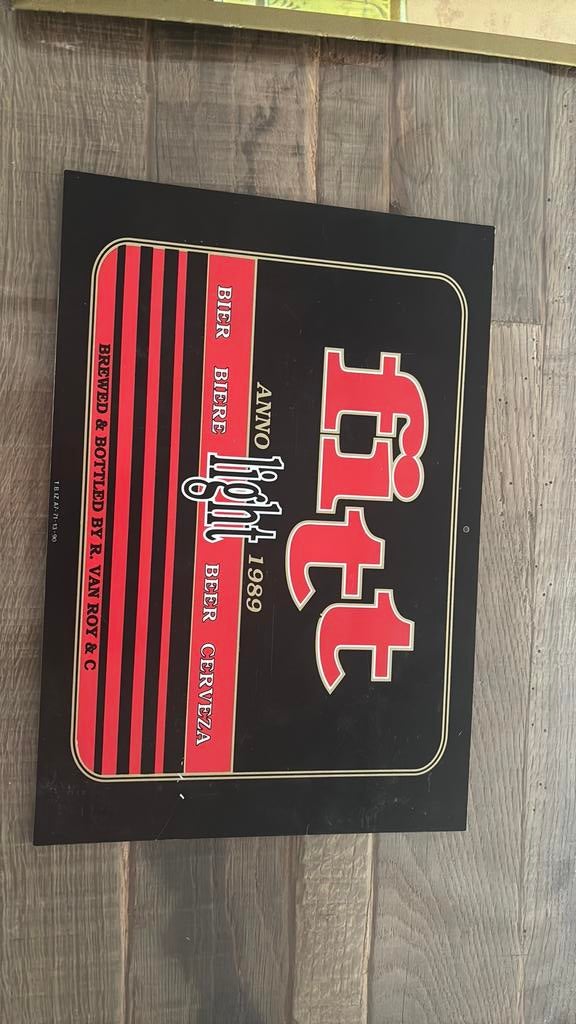 fitt
ANNO 1989
light
BIER BIERE BEER CERVEZA
BREWED & BOTTLED BY R. VAN ROY & C